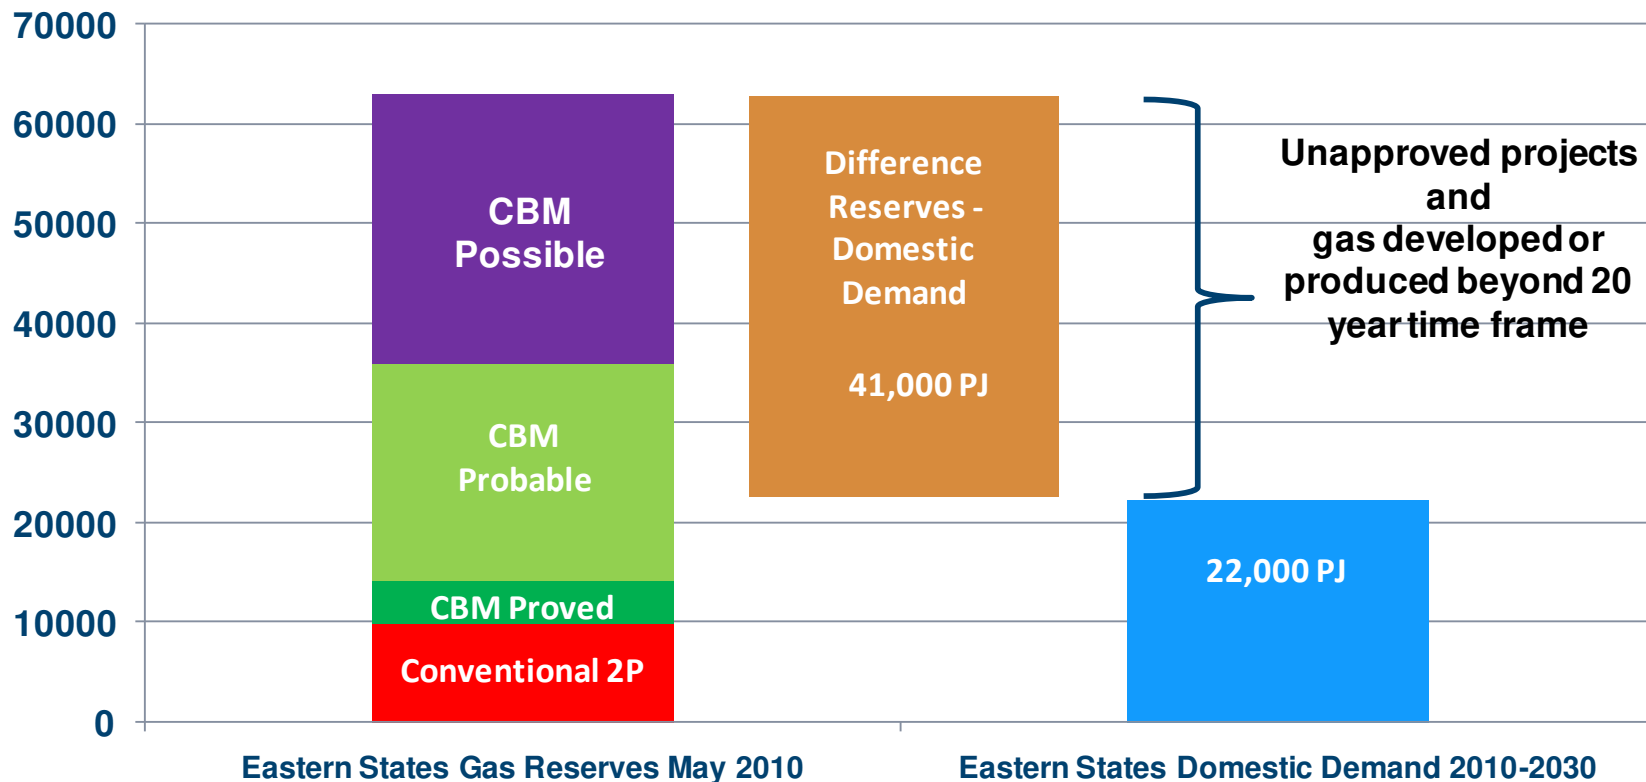 70000
60000
50000
40000
30000
20000
10000
0
CBM
Possible
CBM
Probable
CBM Proved
Conventional 2P
Difference
Reserves -
Domestic
Demand
41,000 PJ
Unapproved projects
and
gas developed or
produced beyond 20
year time frame
22,000 PJ
Eastern States Gas Reserves May 2010
Eastern States Domestic Demand 2010-2030